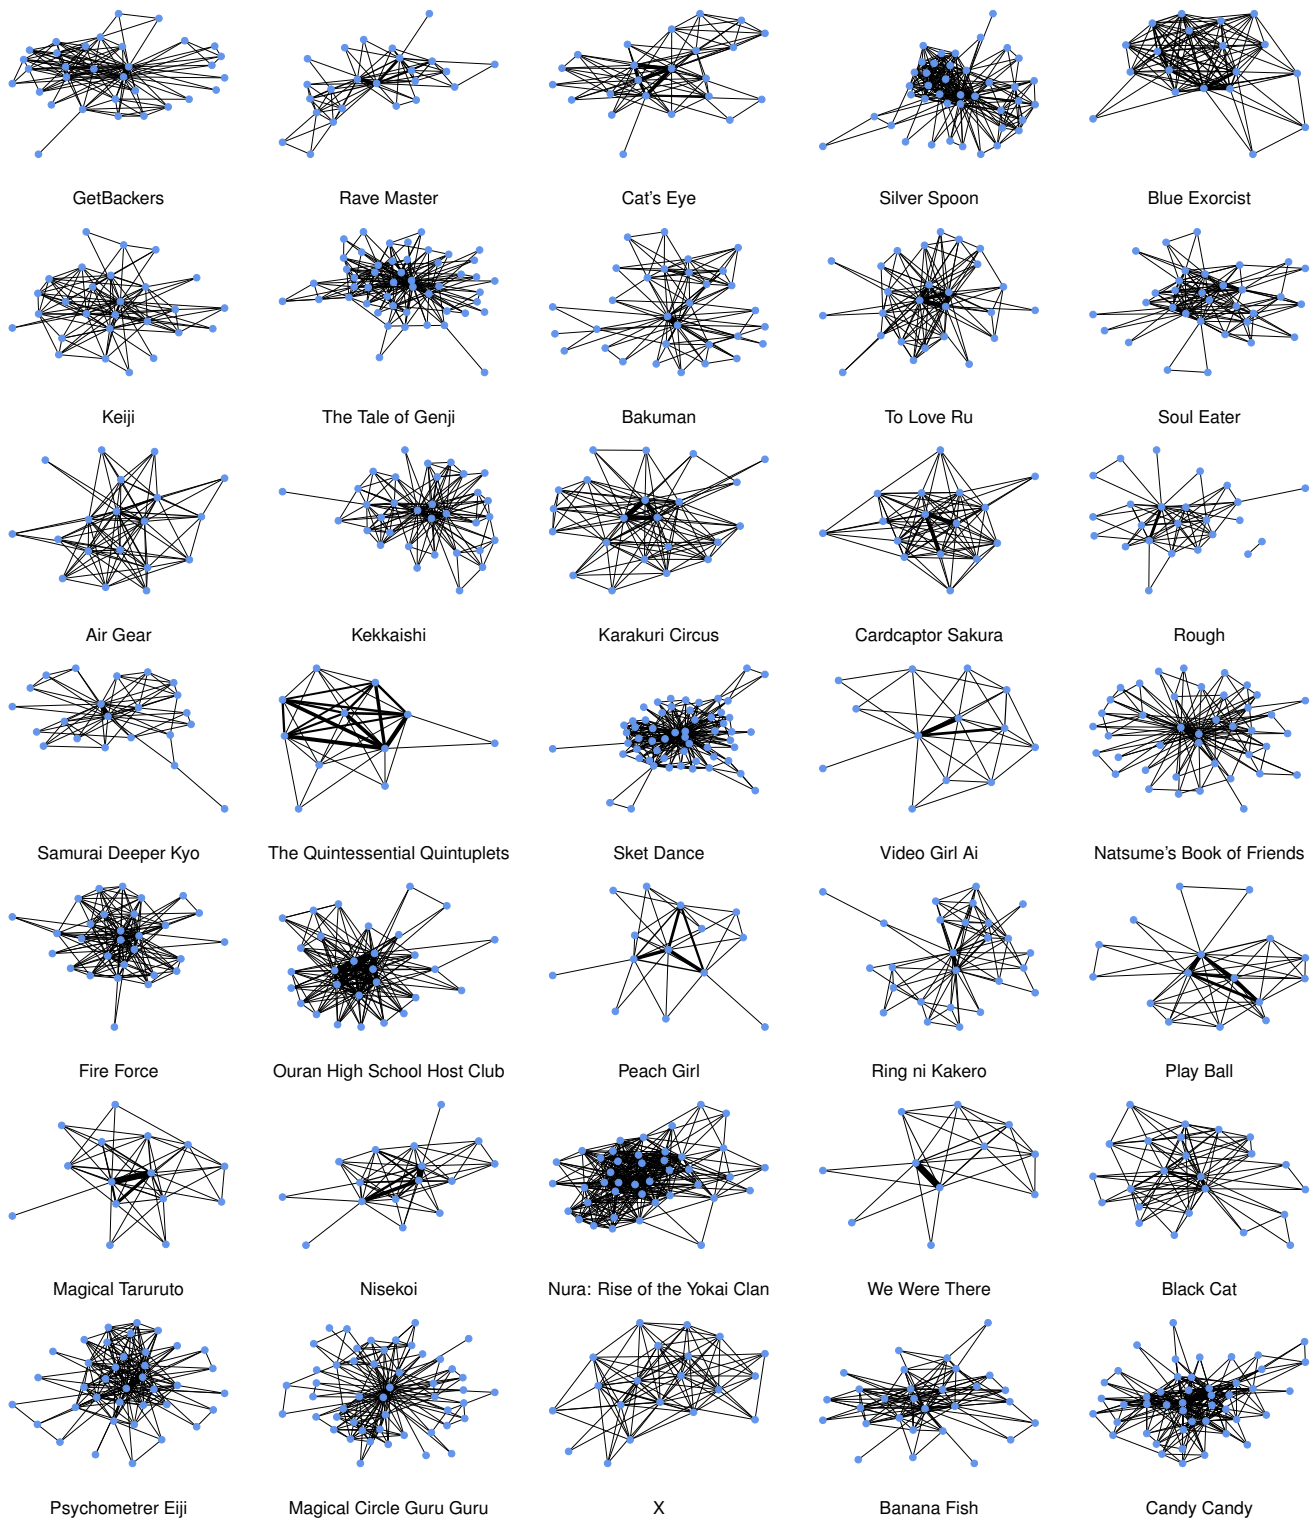 GetBackers
Rave Master
Cat's Eye
Silver Spoon
Blue Exorcist
Keiji
The Tale of Genji
Bakuman
To Love Ru
Soul Eater
Air Gear
Kekkaishi
Karakuri Circus
Cardcaptor Sakura
Rough
Samurai Deeper Kyo
The Quintessential Quintuplets
Sket Dance
Video Girl Ai
Natsume's Book of Friends
Fire Force
Ouran High School Host Club
Peach Girl
Ring ni Kakero
Play Ball
Magical Taruruto
Nisekoi
Nura: Rise of the Yokai Clan
We Were There
Black Cat
Psychometrer Eiji
Magical Circle Guru Guru
X
Banana Fish
Candy Candy